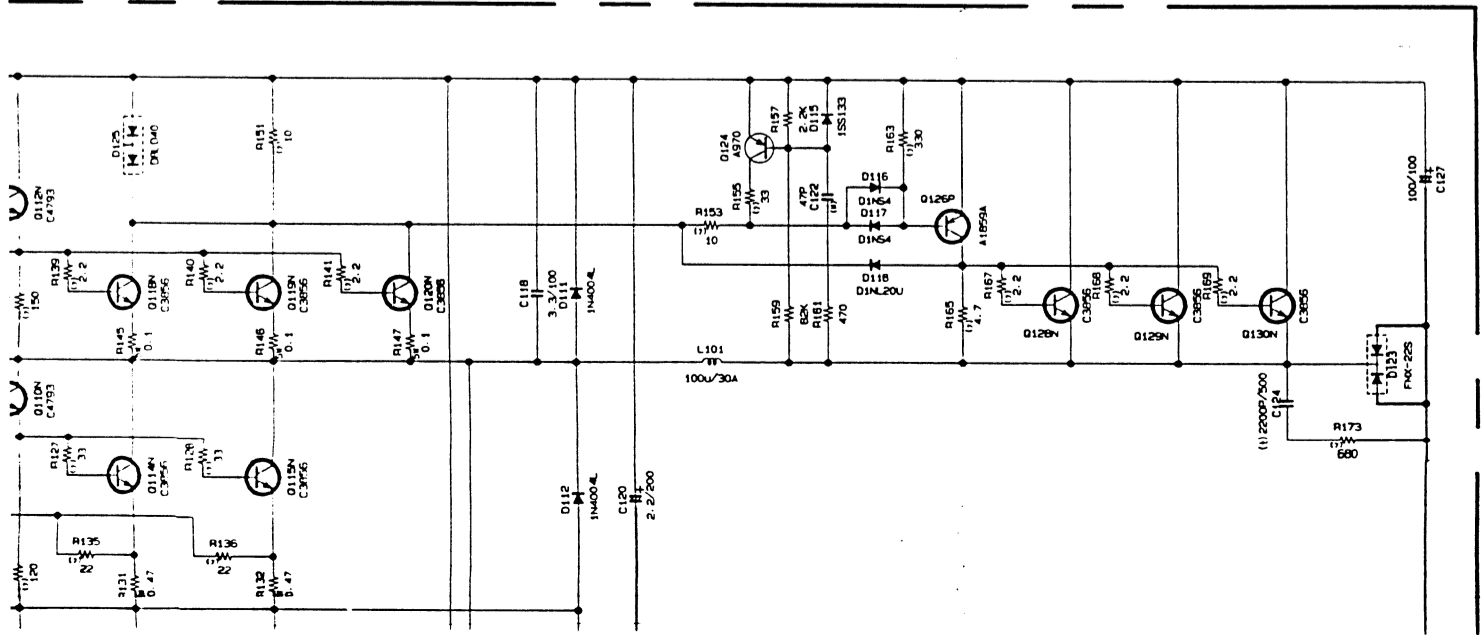 D125
DRL D40
R151
10
Q112N
C4793
R139
2.2
150
R140
2.2
R141
2.2
Q118N
C3856
Q119N
C3856
Q120N
C3856
R145
0.1
R146
5W
0.1
R147
5W
0.1
Q110N
C4793
R127
33
R128
33
Q114N
C3856
Q115N
C3856
R135
22
R136
22
120
R131
0.47
R132
0.47
C118
3.3/100
D111
1N4004L
D112
1N4004L
C120
2.2/200
L101
100u/30A
R153
10
Q124
A970
R155
33
R157
2.2K
D115
1SS133
47P
C122
D116
D1NS4
D117
D1NS4
D118
D1NL20U
R163
330
Q126P
A1859A
R159
82K
R161
470
R165
4.7
R167
2.2
R168
2.2
R169
2.2
Q128N
C3856
Q129N
C3856
Q130N
C3856
100/100
C127
D123
FMX-22S
(t)2200P/500
C124
R173
680